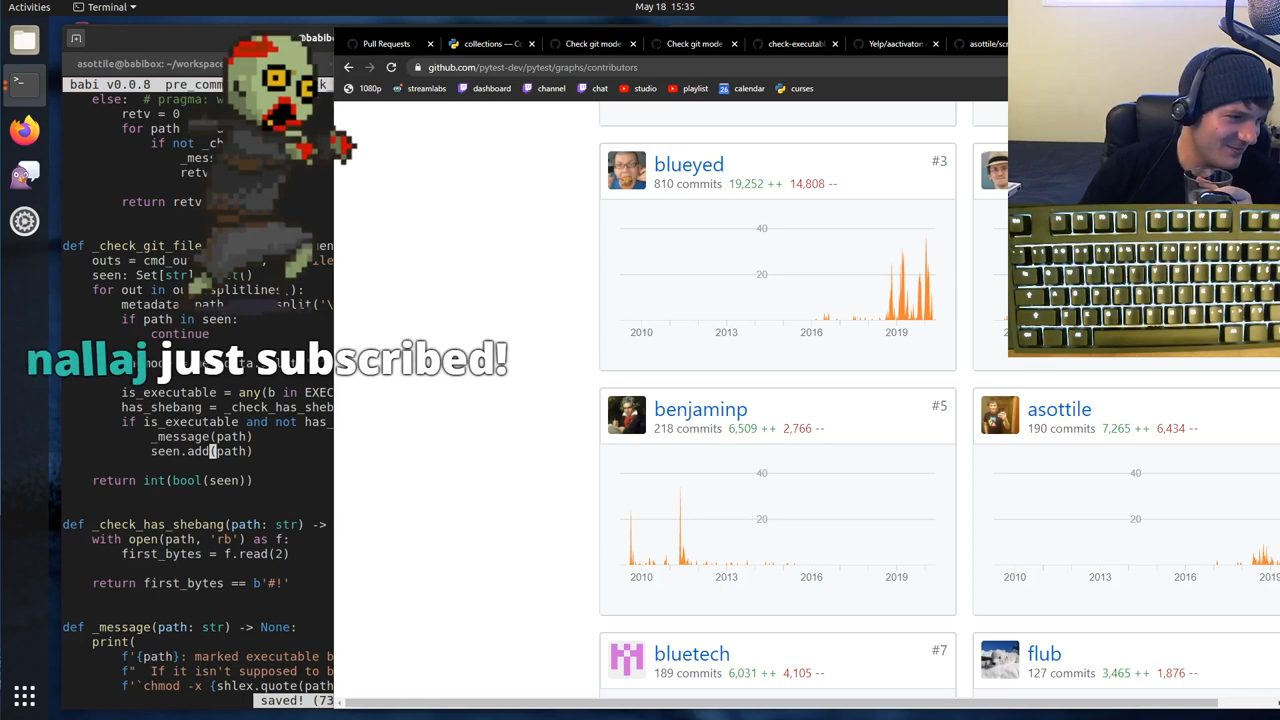 Activities
Terminal
May 18 15:35
asottile@babibox: ~/workspace
babi v0.0.8
else: # pragma:
retv = 0
for path
if not
retv
return retv
def _check_git_file
outs =
seen: Set[str]
for out in
metadata
if path in seen:
continue
is_executable = any(b in EXEC
has_shebang = _check_has_sheb
if is_executable and not has_
_message(path)
seen.add(path)
return int(bool(seen))
def _check_has_shebang(path: str) ->
with open(path, 'rb') as f:
first_bytes = f.read(2)
return first_bytes == b'#!'
def _message(path: str) -> None:
print(
f'{path}: marked executable b
f" If it isn't supposed to b
f'`chmod -x {shlex.quote(path
saved! (73
nallaj just subscribed!
Pull Requests
collections — C
Check git mode
Check git mode
check-executabl
Yelp/aactivator
asottile/scr
github.com/pytest-dev/pytest/graphs/contributors
1080p
streamlabs
dashboard
channel
chat
studio
playlist
26 calendar
curses
blueyed
#3
810 commits 19,252 ++ 14,808 --
40
20
2010 2013 2016 2019
benjaminp
#5
218 commits 6,509 ++ 2,766 --
40
20
2010 2013 2016 2019
asottile
190 commits 7,265 ++ 6,434 --
40
20
2010 2013 2016 2019
bluetech
#7
189 commits 6,031 ++ 4,105 --
flub
127 commits 3,465 ++ 1,876 --